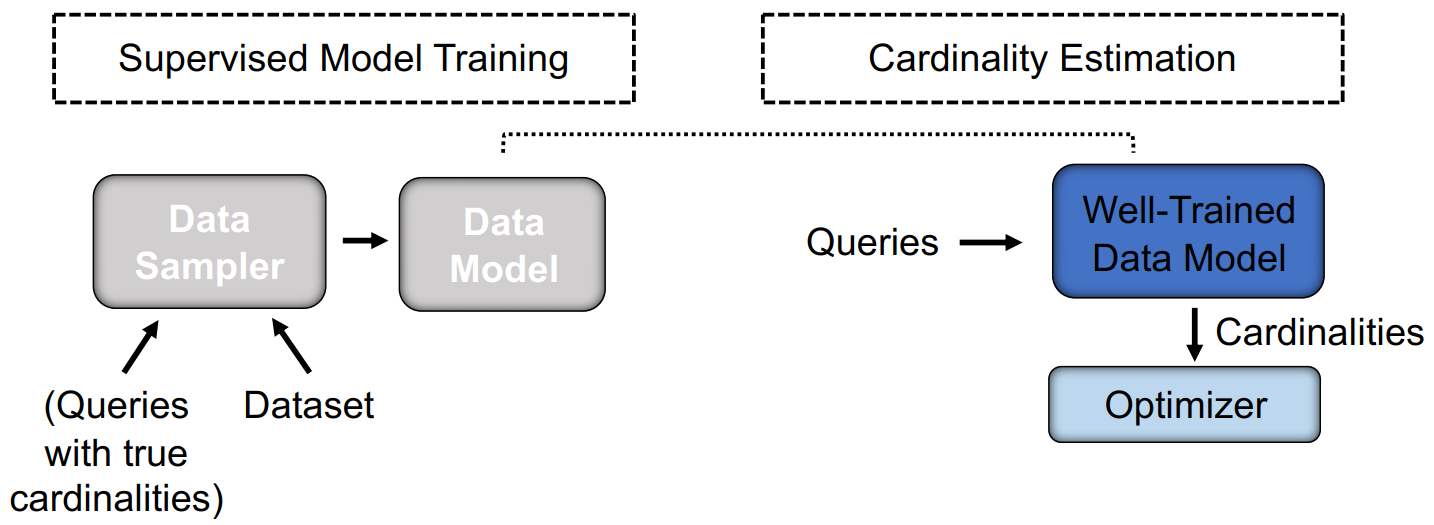 Supervised Model Training
Cardinality Estimation
Data
Sampler
Data
Model
Queries
Well-Trained
Data Model
Cardinalities
Optimizer
(Queries
with true
cardinalities)
Dataset